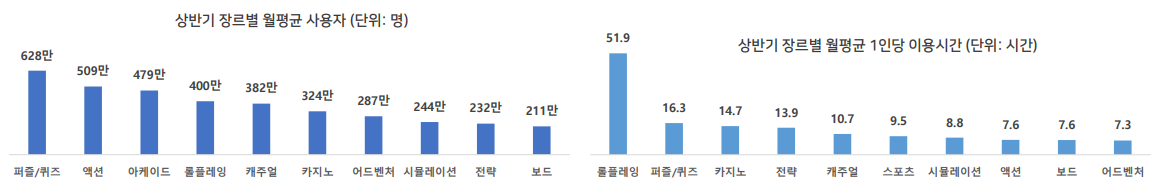 상반기 장르별 월평균 사용자 (단위: 명)
628만 509만 479만 400만 382만 324만 287만 244만 232만 211만
퍼즐/퀴즈 액션 아케이드 롤플레잉 캐주얼 카지노 어드벤처 시뮬레이션 전략 보드
상반기 장르별 월평균 1인당 이용시간 (단위: 시간)
51.9 16.3 14.7 13.9 10.7 9.5 8.8 7.6 7.6 7.3
롤플레잉 퍼즐/퀴즈 카지노 전략 캐주얼 스포츠 시뮬레이션 액션 보드 어드벤처